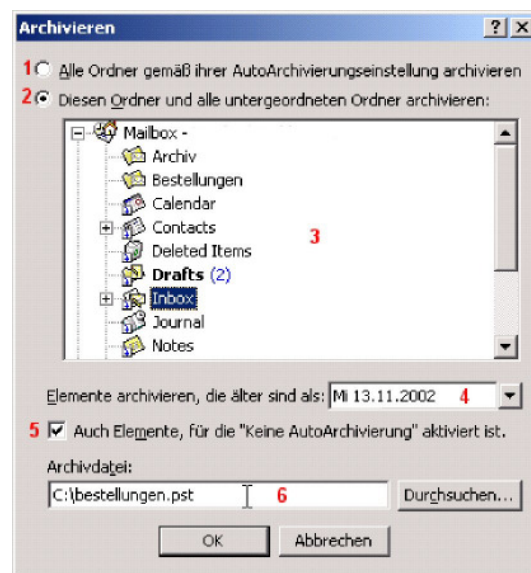 Archivieren
1 Alle Ordner gemäß ihrer AutoArchivierungseinstellung archivieren
2 Diesen Ordner und alle untergeordneten Ordner archivieren:
Mailbox -
Archiv
Bestellungen
Calendar
Contacts
3
Deleted Items
Drafts (2)
Inbox
Journal
Notes
Elemente archivieren, die älter sind als: Mi 13.11.2002 4
5 Auch Elemente, für die "Keine AutoArchivierung" aktiviert ist.
Archivdatei:
C:\bestellungen.pst 6 Durchsuchen...
OK Abbrechen